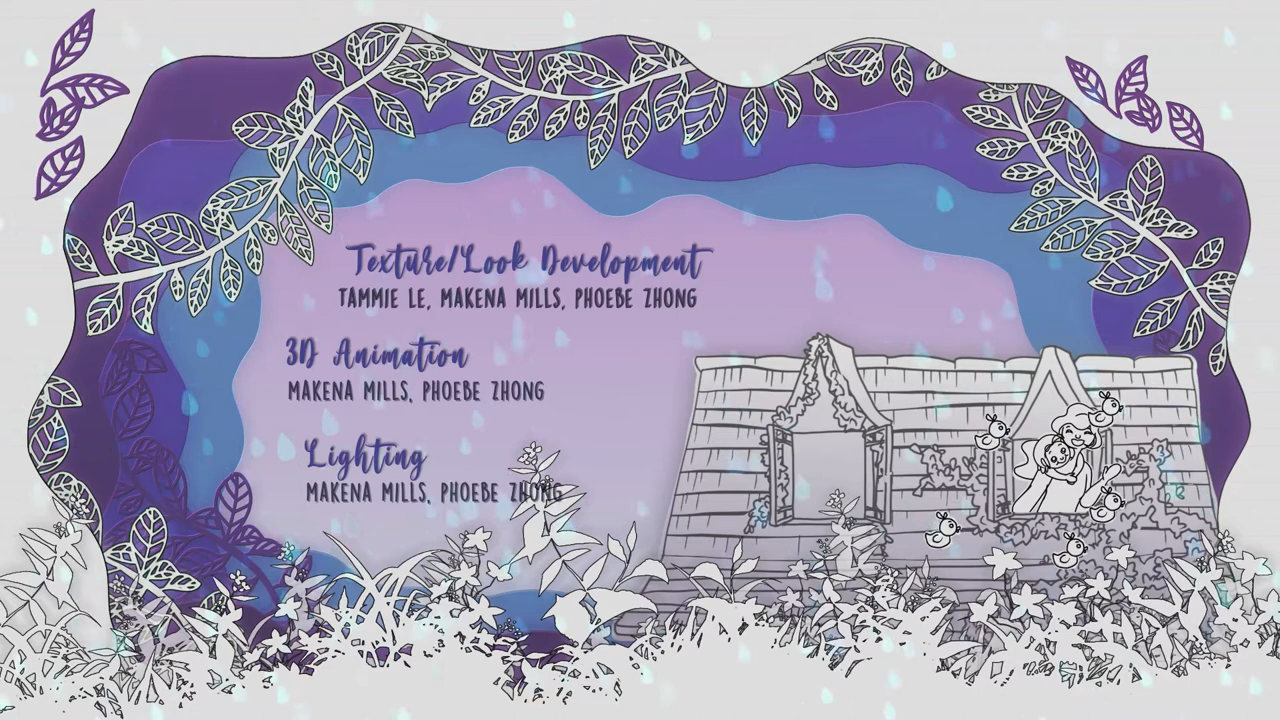 Texture/Look Development
TAMMIE LE, MAKENA MILLS, PHOEBE ZHONG
3D Animation
MAKENA MILLS, PHOEBE ZHONG
Lighting
MAKENA MILLS, PHOEBE ZHONG